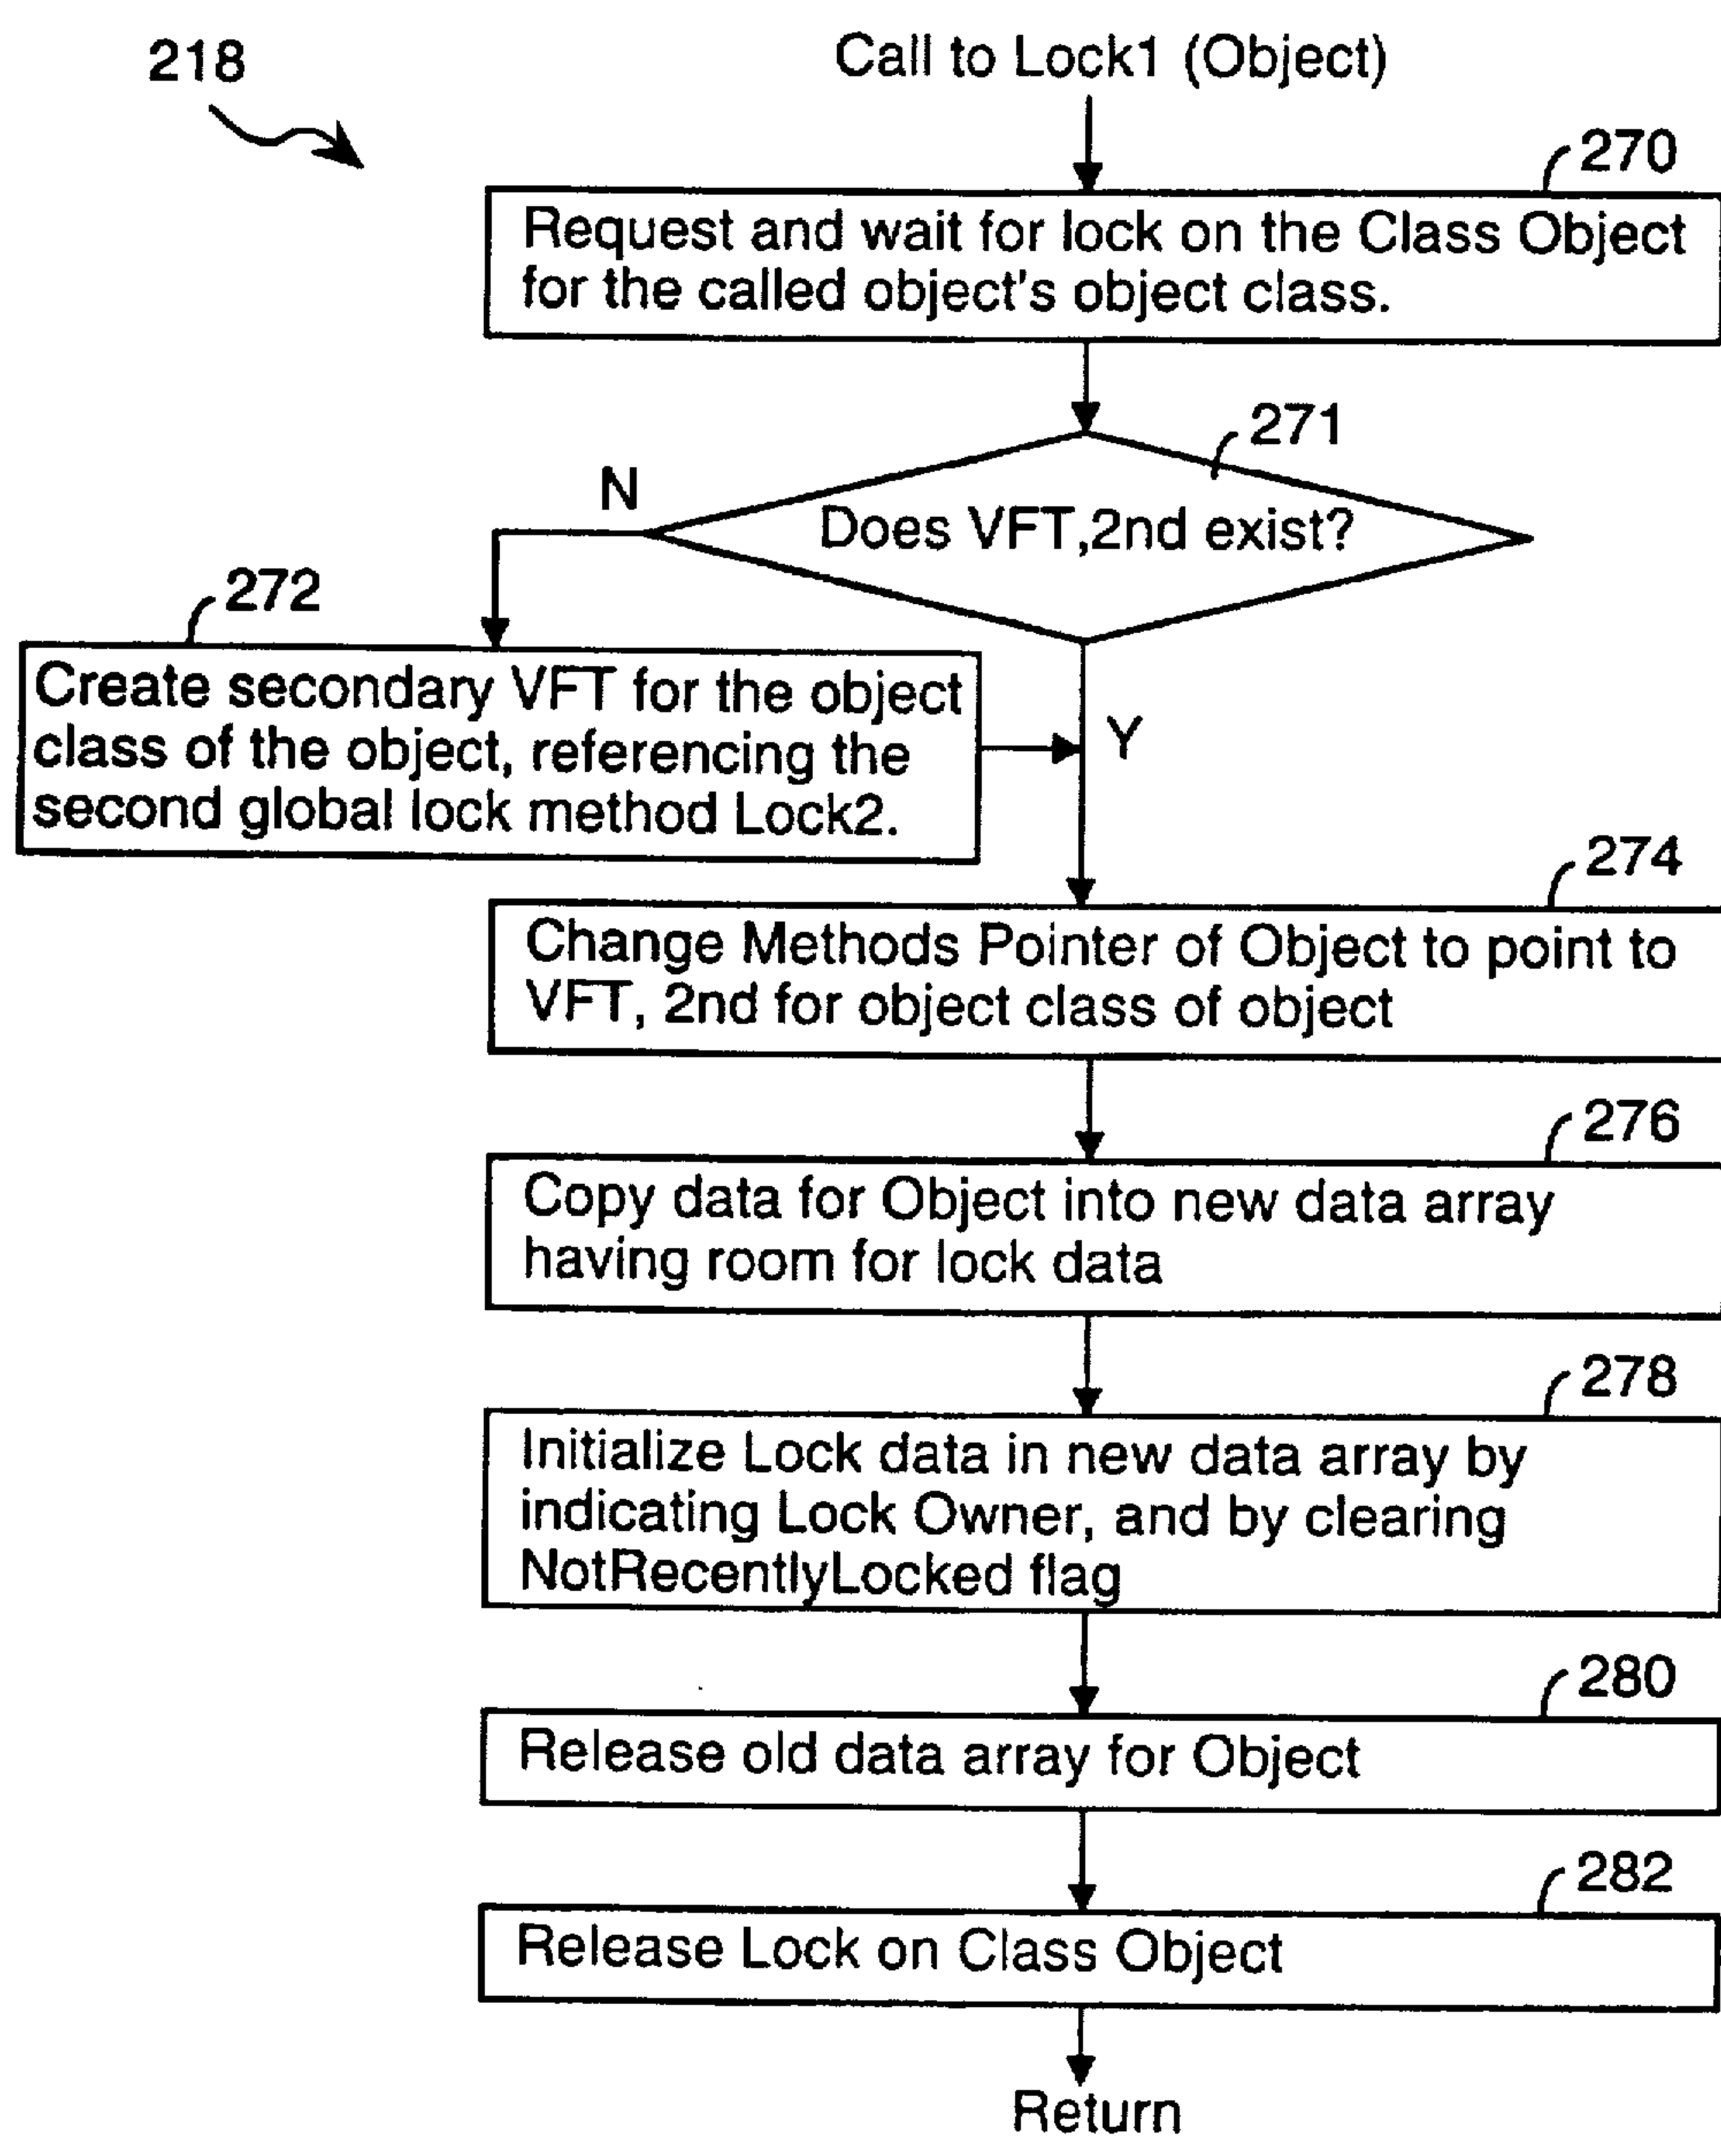 218
Call to Lock1 (Object)
270
Request and wait for lock on the Class Object
for the called object's object class.
271
N
Does VFT,2nd exist?
272
Create secondary VFT for the object
class of the object, referencing the
second global lock method Lock2.
Y
274
Change Methods Pointer of Object to point to
VFT, 2nd for object class of object
276
Copy data for Object into new data array
having room for lock data
278
Initialize Lock data in new data array by
indicating Lock Owner, and by clearing
NotRecentlyLocked flag
280
Release old data array for Object
282
Release Lock on Class Object
Return